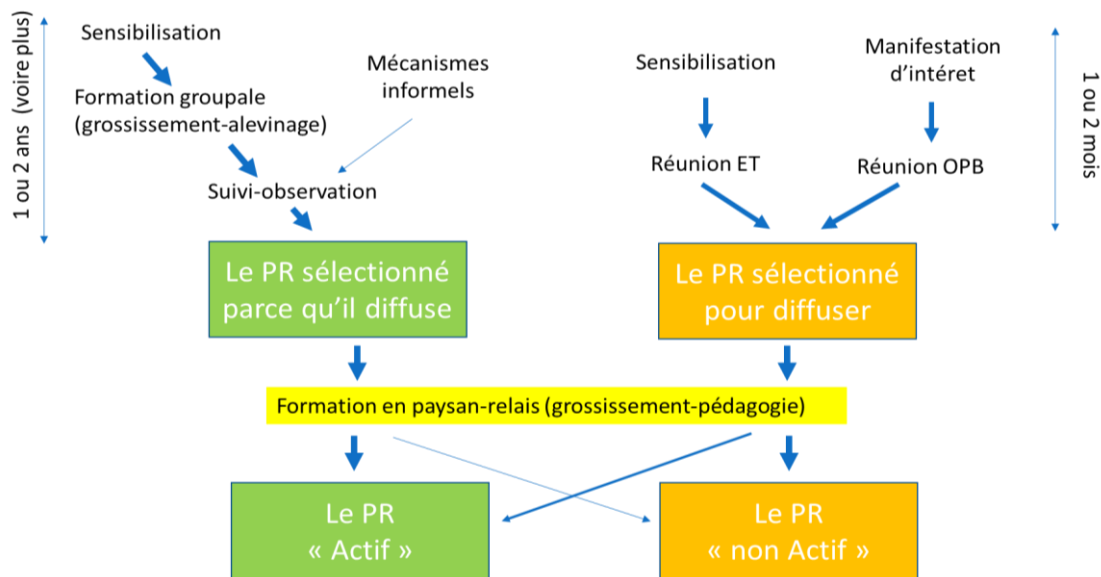 1 ou 2 ans  (voire plus)
Sensibilisation
Formation groupale
(grossissement-alevinage)
Mécanismes
informels
Suivi-observation
Sensibilisation
Manifestation
d’intéret
Réunion ET
Réunion OPB
1 ou 2 mois
Le PR sélectionné
parce qu’il diffuse
Le PR sélectionné
pour diffuser
Formation en paysan-relais (grossissement-pédagogie)
Le PR
« Actif »
Le PR
« non Actif »